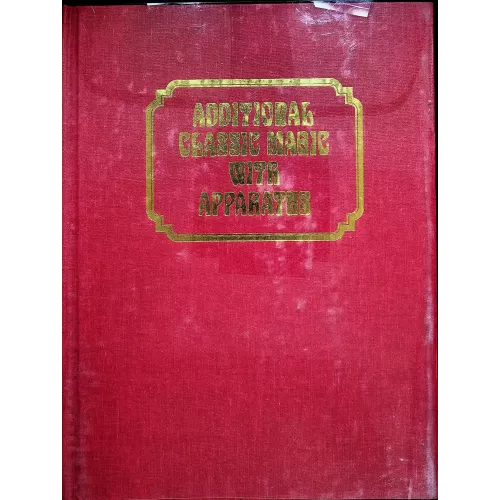 ADDITIONAL
CLASSIC MAGIC
WITH
APPARATUS